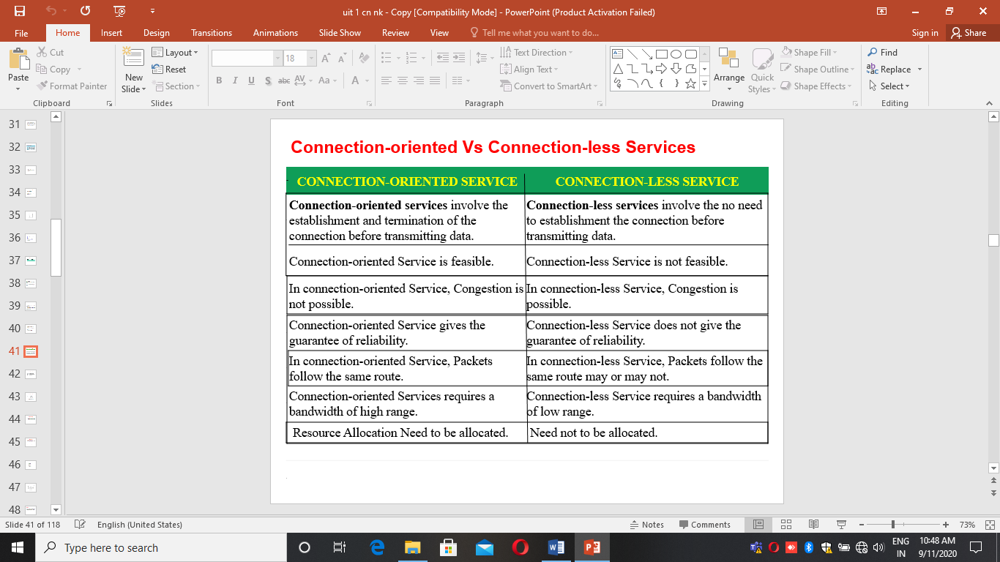 uit 1 cn nk - Copy [Compatibility Mode] - PowerPoint (Product Activation Failed)
File Home Insert Design Transitions Animations Slide Show Review View Tell me what you want to do... Sign in Share
Paste
Cut
Copy
Format Painter
Clipboard
New Slide
Layout
Reset
Section
Slides
18
B I U S abc AV Aa A
Font
Paragraph
Text Direction
Align Text
Convert to SmartArt
Arrange
Quick Styles
Shape Fill
Shape Outline
Shape Effects
Drawing
Find
Replace
Select
Editing
31
32
33
34
35
36
37
38
39
40
41
42
43
44
45
46
47
48
Connection-oriented Vs Connection-less Services
CONNECTION-ORIENTED SERVICE
CONNECTION-LESS SERVICE
Connection-oriented services involve the
establishment and termination of the
connection before transmitting data.
Connection-less services involve the no need
to establishment the connection before
transmitting data.
Connection-oriented Service is feasible.
Connection-less Service is not feasible.
In connection-oriented Service, Congestion is
not possible.
In connection-less Service, Congestion is
possible.
Connection-oriented Service gives the
guarantee of reliability.
Connection-less Service does not give the
guarantee of reliability.
In connection-oriented Service, Packets
follow the same route.
In connection-less Service, Packets follow the
same route may or may not.
Connection-oriented Services requires a
bandwidth of high range.
Connection-less Service requires a bandwidth
of low range.
Resource Allocation Need to be allocated.
Need not to be allocated.
Slide 41 of 118 English (United States) Notes Comments 73%
Type here to search
ENG
IN
10:48 AM
9/11/2020